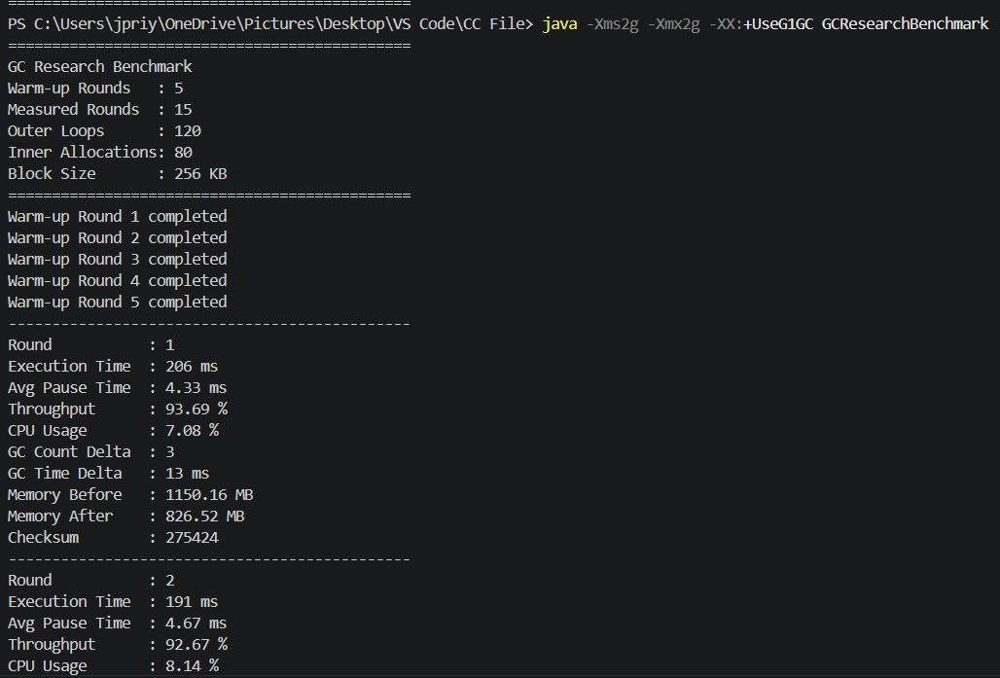 ==============================================
PS C:\Users\jpriy\OneDrive\Pictures\Desktop\VS Code\CC File> java -Xms2g -Xmx2g -XX:+UseG1GC GCResearchBenchmark
==============================================
GC Research Benchmark
Warm-up Rounds   : 5
Measured Rounds  : 15
Outer Loops      : 120
Inner Allocations: 80
Block Size       : 256 KB
==============================================
Warm-up Round 1 completed
Warm-up Round 2 completed
Warm-up Round 3 completed
Warm-up Round 4 completed
Warm-up Round 5 completed
----------------------------------------------
Round           : 1
Execution Time  : 206 ms
Avg Pause Time  : 4.33 ms
Throughput      : 93.69 %
CPU Usage       : 7.08 %
GC Count Delta  : 3
GC Time Delta   : 13 ms
Memory Before   : 1150.16 MB
Memory After    : 826.52 MB
Checksum        : 275424
----------------------------------------------
Round           : 2
Execution Time  : 191 ms
Avg Pause Time  : 4.67 ms
Throughput      : 92.67 %
CPU Usage       : 8.14 %